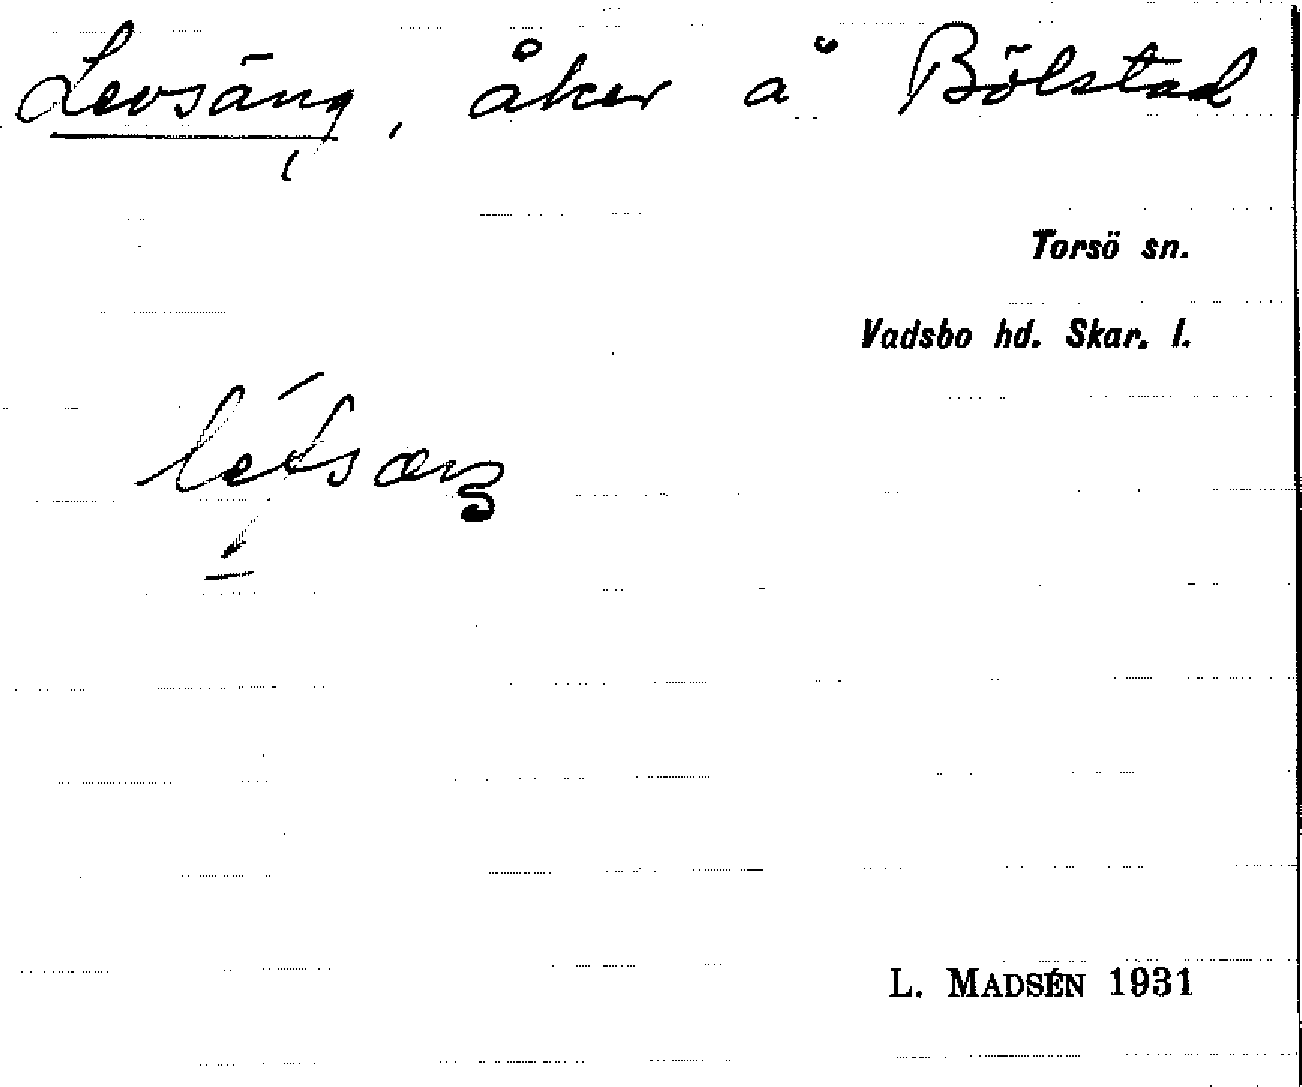 Levsäng, åker å Bölstad
Torsö sn.
Vadsbo hd. Skar. l.
L. MADSÉN 1931